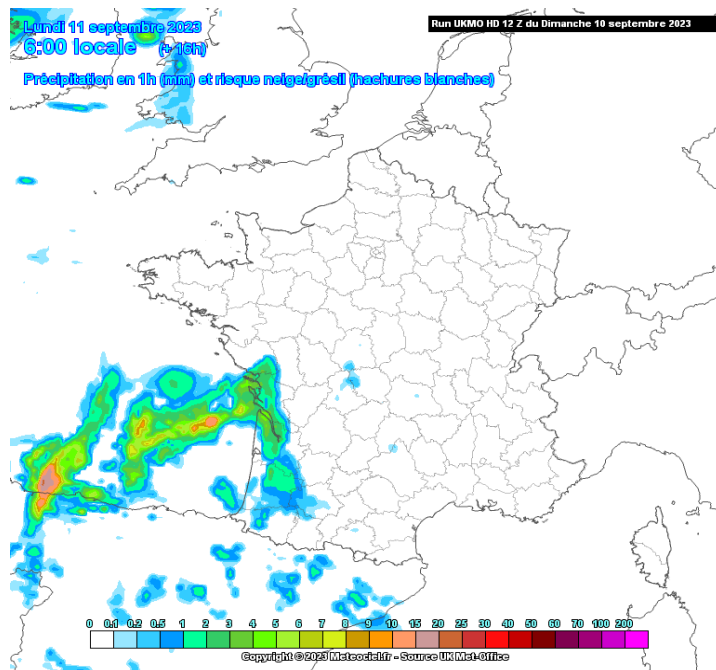 Lundi 11 septembre 2023
Run UKMO HD 12 Z du Dimanche 10 septembre 2023
6:00 locale (+ 16h)
Précipitation en 1h (mm) et risque neige/grésil (hachures blanches)
0 0.1 0.2 0.5 1 2 3 4 5 6 7 8 9 10 15 20 25 30 40 50 60 70 100 200
Copyright © 2023 Meteociel.fr - Source UK Met-Office